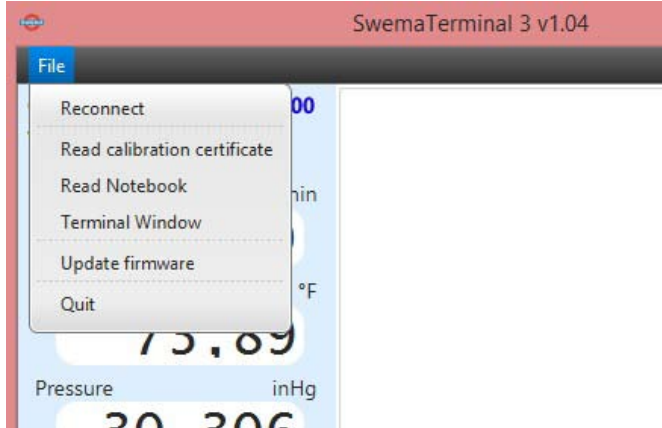 SwemaTerminal 3 v1.04
File
Reconnect
00
Read calibration certificate
Read Notebook
min
Terminal Window
Update firmware
°F
Quit
73,89
Pressure inHg
30,306